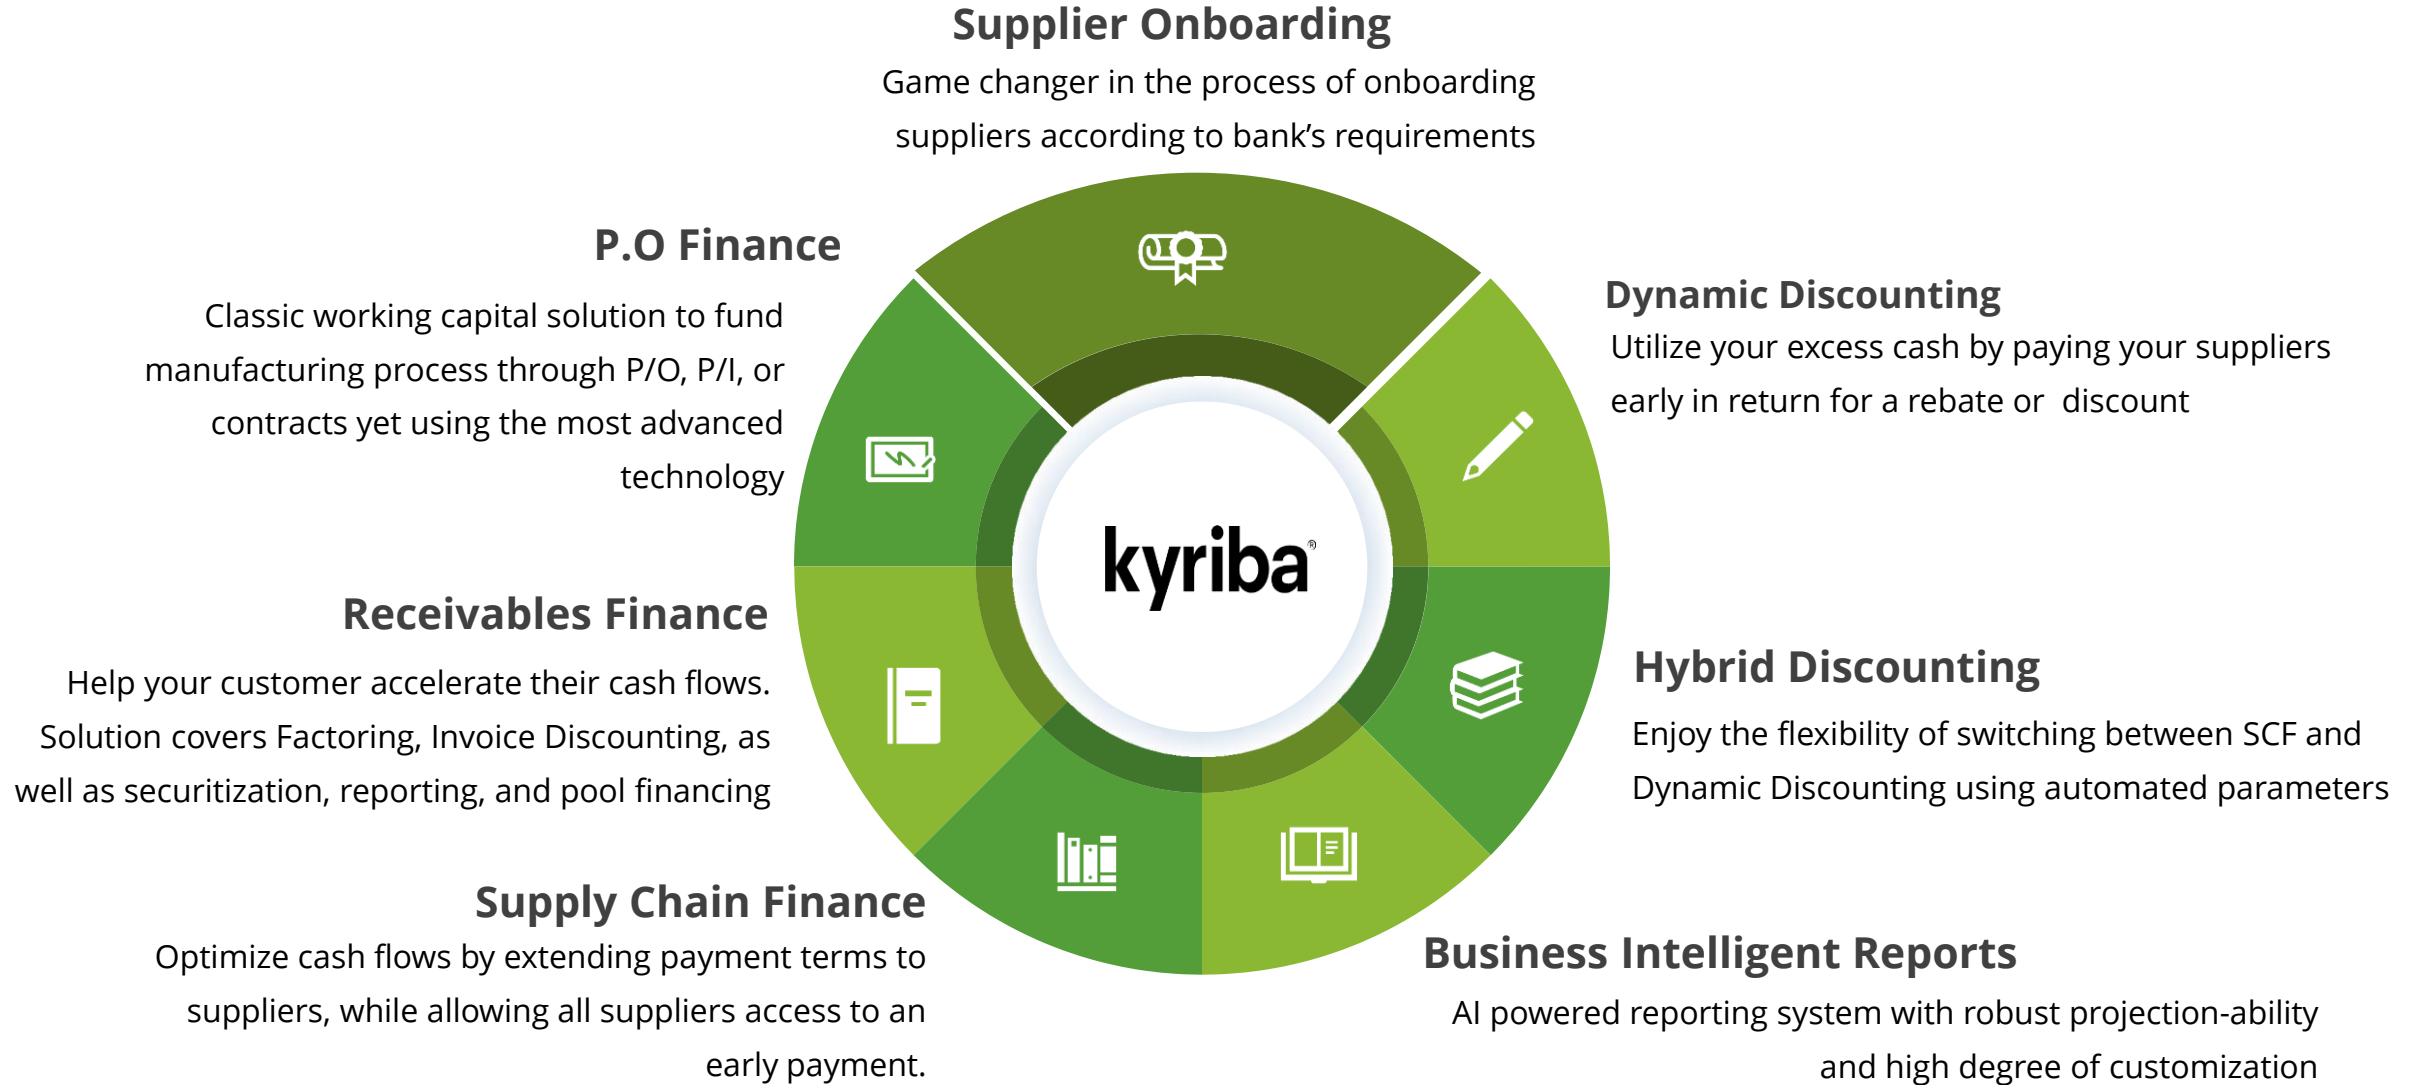 Supplier Onboarding
Game changer in the process of onboarding
suppliers according to bank’s requirements
P.O Finance
Classic working capital solution to fund
manufacturing process through P/O, P/I, or
contracts yet using the most advanced
technology
Dynamic Discounting
Utilize your excess cash by paying your suppliers
early in return for a rebate or  discount
kyriba®
Receivables Finance
Help your customer accelerate their cash flows.
Solution covers Factoring, Invoice Discounting, as
well as securitization, reporting, and pool financing
Hybrid Discounting
Enjoy the flexibility of switching between SCF and
Dynamic Discounting using automated parameters
Supply Chain Finance
Optimize cash flows by extending payment terms to
suppliers, while allowing all suppliers access to an
early payment.
Business Intelligent Reports
AI powered reporting system with robust projection-ability
and high degree of customization